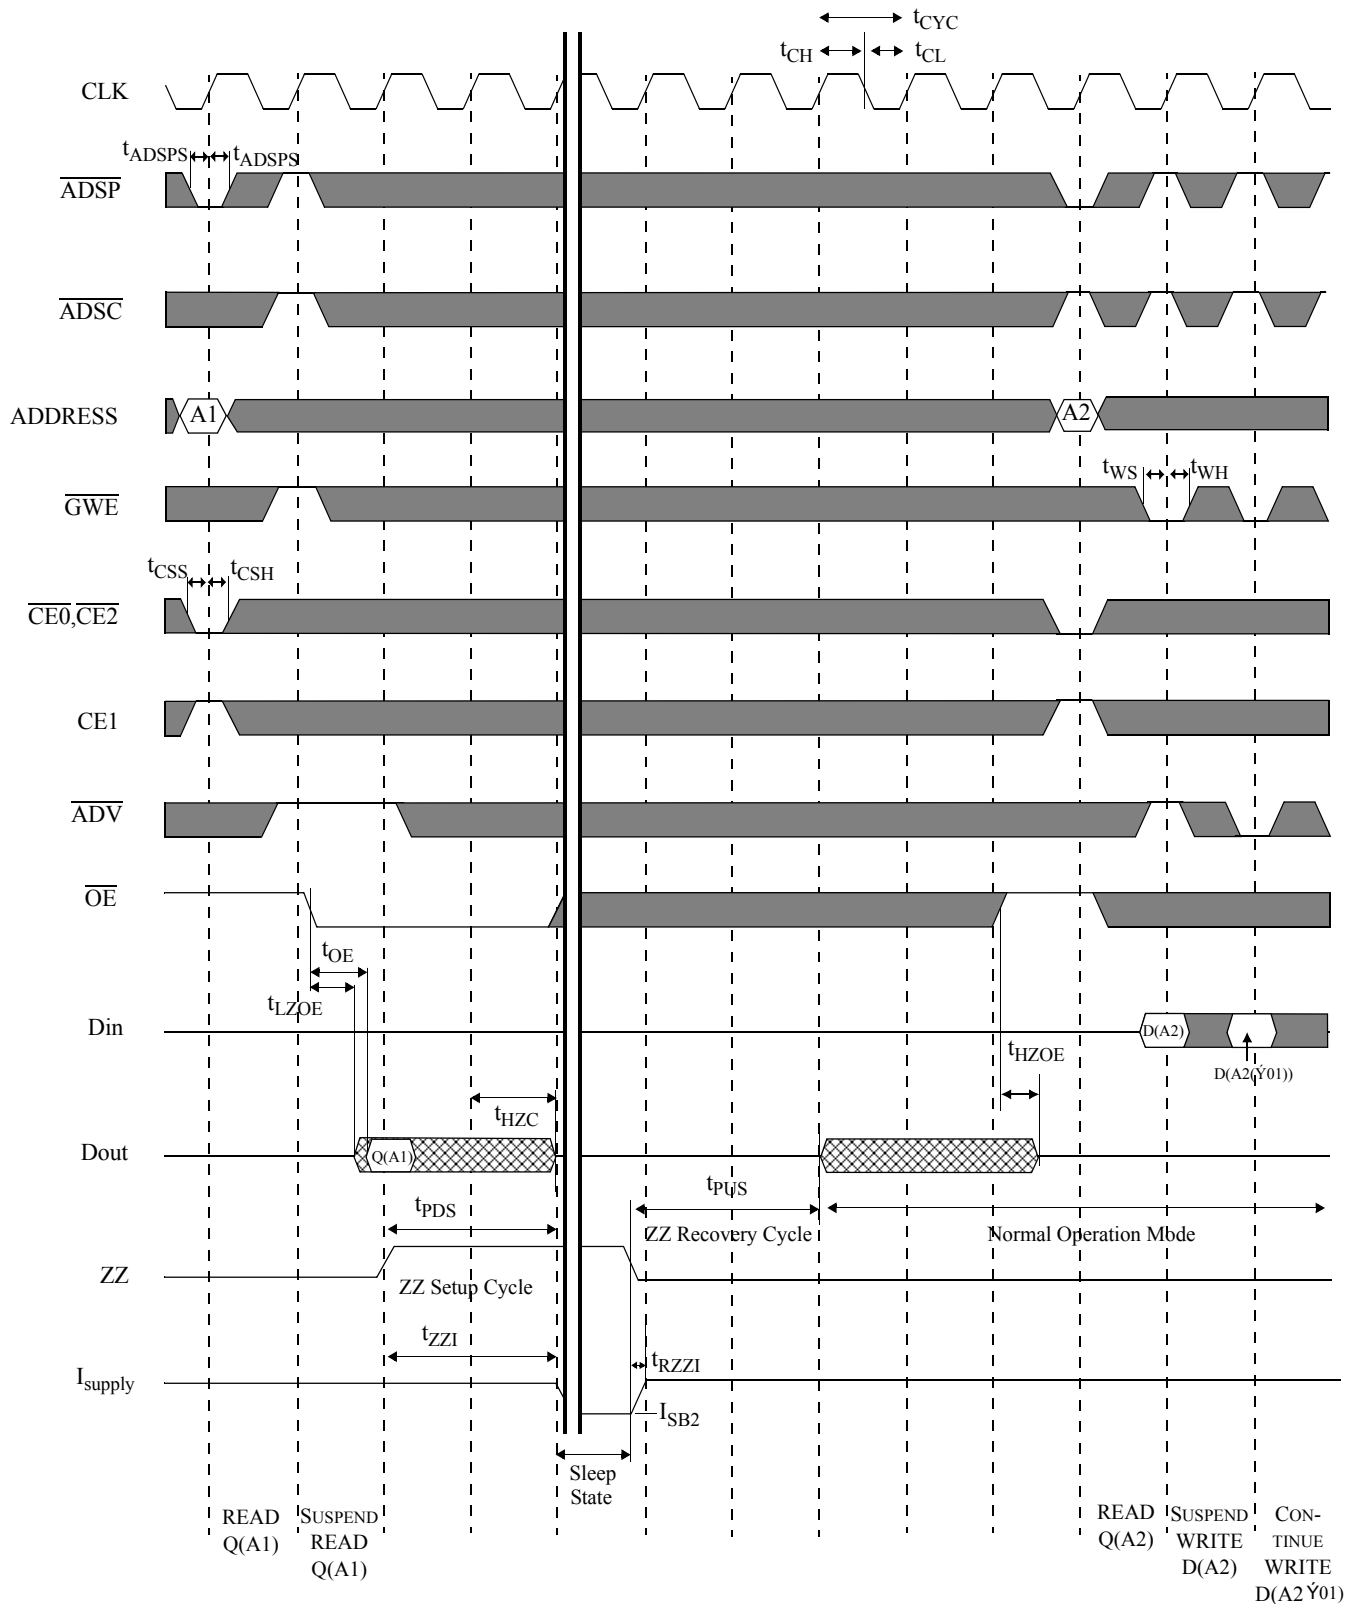 tCYC
tCH
tCL
CLK
tADSPS
tADSPS
ADSP
ADSC
ADDRESS
A1
A2
tWS
tWH
GWE
tCSS
tCSH
CE0,CE2
CE1
ADV
OE
tOE
tLZOE
Din
D(A2)
tHZOE
D(A2(Ý01))
tHZC
Dout
Q(A1)
tPUS
tPDS
ZZ Recovery Cycle
Normal Operation Mode
ZZ
ZZ Setup Cycle
tZZI
tRZZI
Isupply
ISB2
Sleep
State
READ
Q(A1)
SUSPEND
READ
Q(A1)
READ
Q(A2)
SUSPEND
WRITE
D(A2)
CON-
TINUE
WRITE
D(A2Ý01)